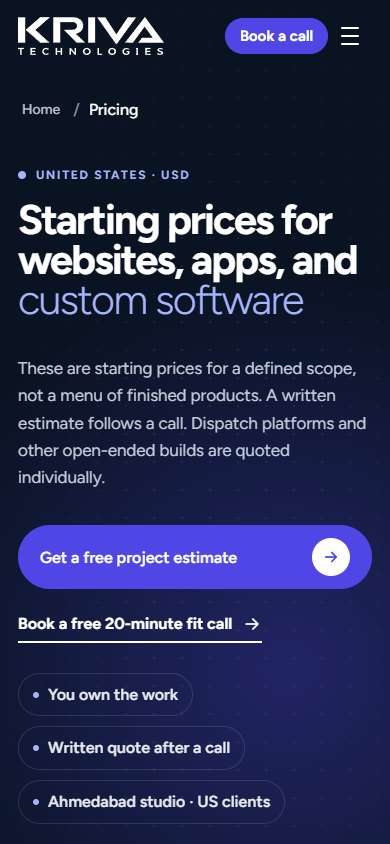 KRIVA
TECHNOLOGIES
Book a call
Home / Pricing
UNITED STATES · USD
Starting prices for
websites, apps, and
custom software
These are starting prices for a defined scope,
not a menu of finished products. A written
estimate follows a call. Dispatch platforms and
other open-ended builds are quoted
individually.
Get a free project estimate
Book a free 20-minute fit call →
You own the work
Written quote after a call
Ahmedabad studio · US clients